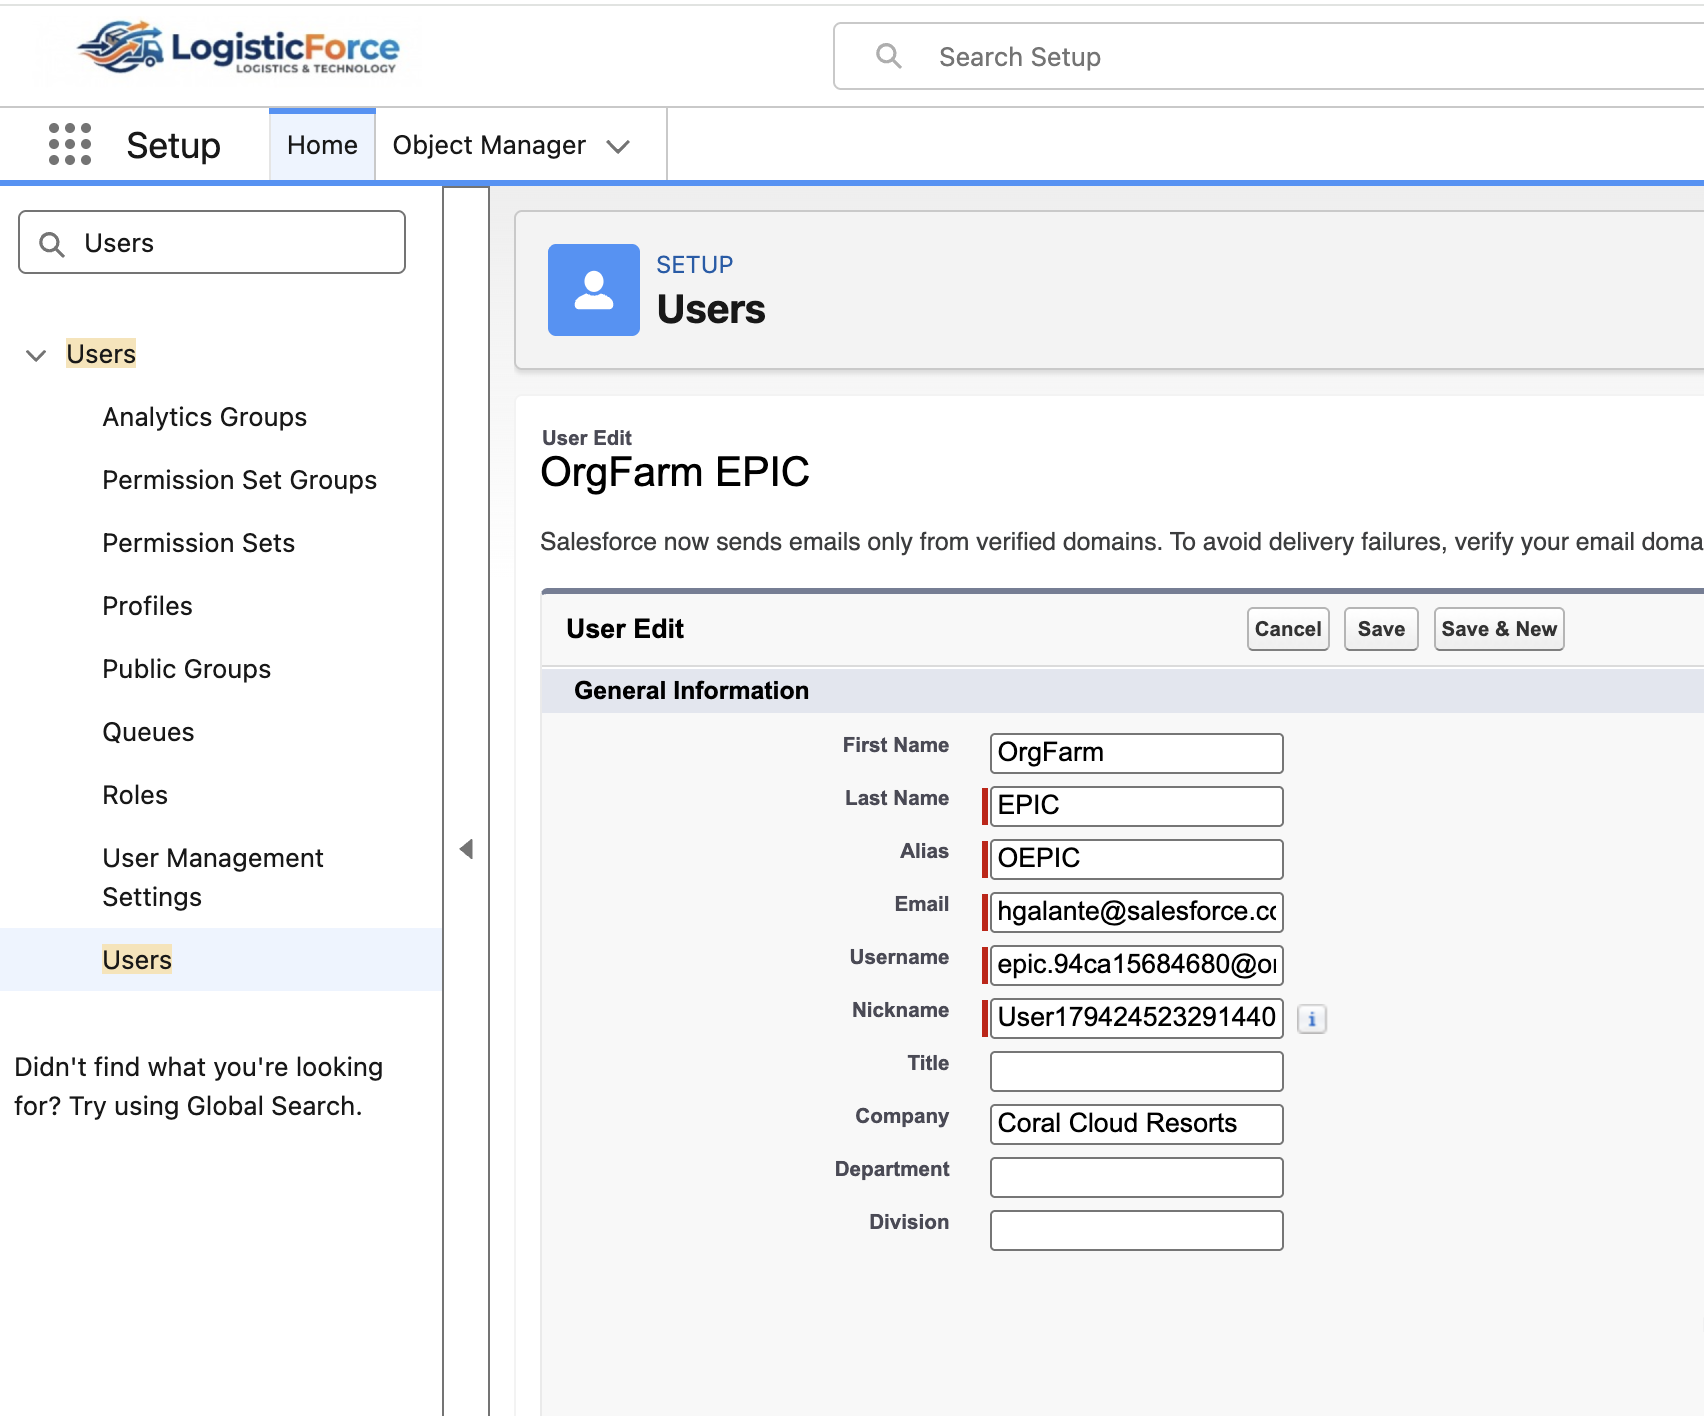 LogisticForce
LOGISTICS & TECHNOLOGY
Search Setup
Setup
Home
Object Manager
Users
Users
Analytics Groups
Permission Set Groups
Permission Sets
Profiles
Public Groups
Queues
Roles
User Management
Settings
Users
Didn't find what you're looking
for? Try using Global Search.
SETUP
Users
User Edit
OrgFarm EPIC
Salesforce now sends emails only from verified domains. To avoid delivery failures, verify your email doma
User Edit
Cancel
Save
Save & New
General Information
First Name OrgFarm
Last Name EPIC
Alias OEPIC
Email hgalante@salesforce.co
Username epic.94ca15684680@or
Nickname User179424523291440
Title
Company Coral Cloud Resorts
Department
Division